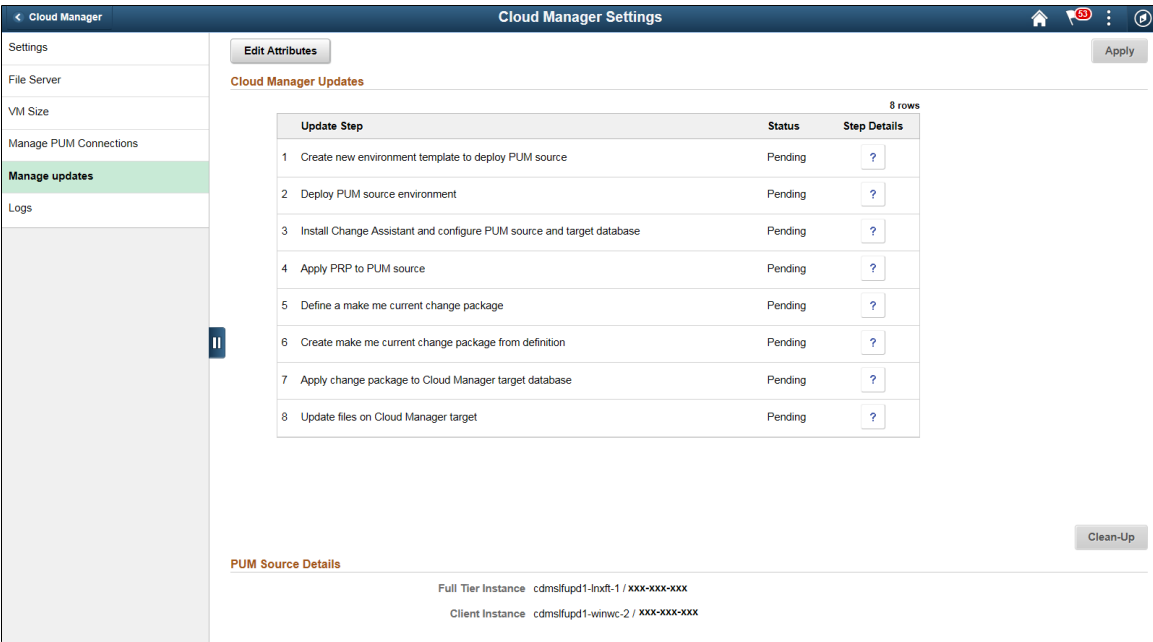 Cloud Manager
Cloud Manager Settings
53
Settings
File Server
VM Size
Manage PUM Connections
Manage updates
Logs
Edit Attributes
Apply
Cloud Manager Updates
8 rows
Update Step Status Step Details
1 Create new environment template to deploy PUM source Pending ?
2 Deploy PUM source environment Pending ?
3 Install Change Assistant and configure PUM source and target database Pending ?
4 Apply PRP to PUM source Pending ?
5 Define a make me current change package Pending ?
6 Create make me current change package from definition Pending ?
7 Apply change package to Cloud Manager target database Pending ?
8 Update files on Cloud Manager target Pending ?
Clean-Up
PUM Source Details
Full Tier Instance cdmslfupd1-lnxft-1 / xxx-xxx-xxx
Client Instance cdmslfupd1-winwc-2 / xxx-xxx-xxx